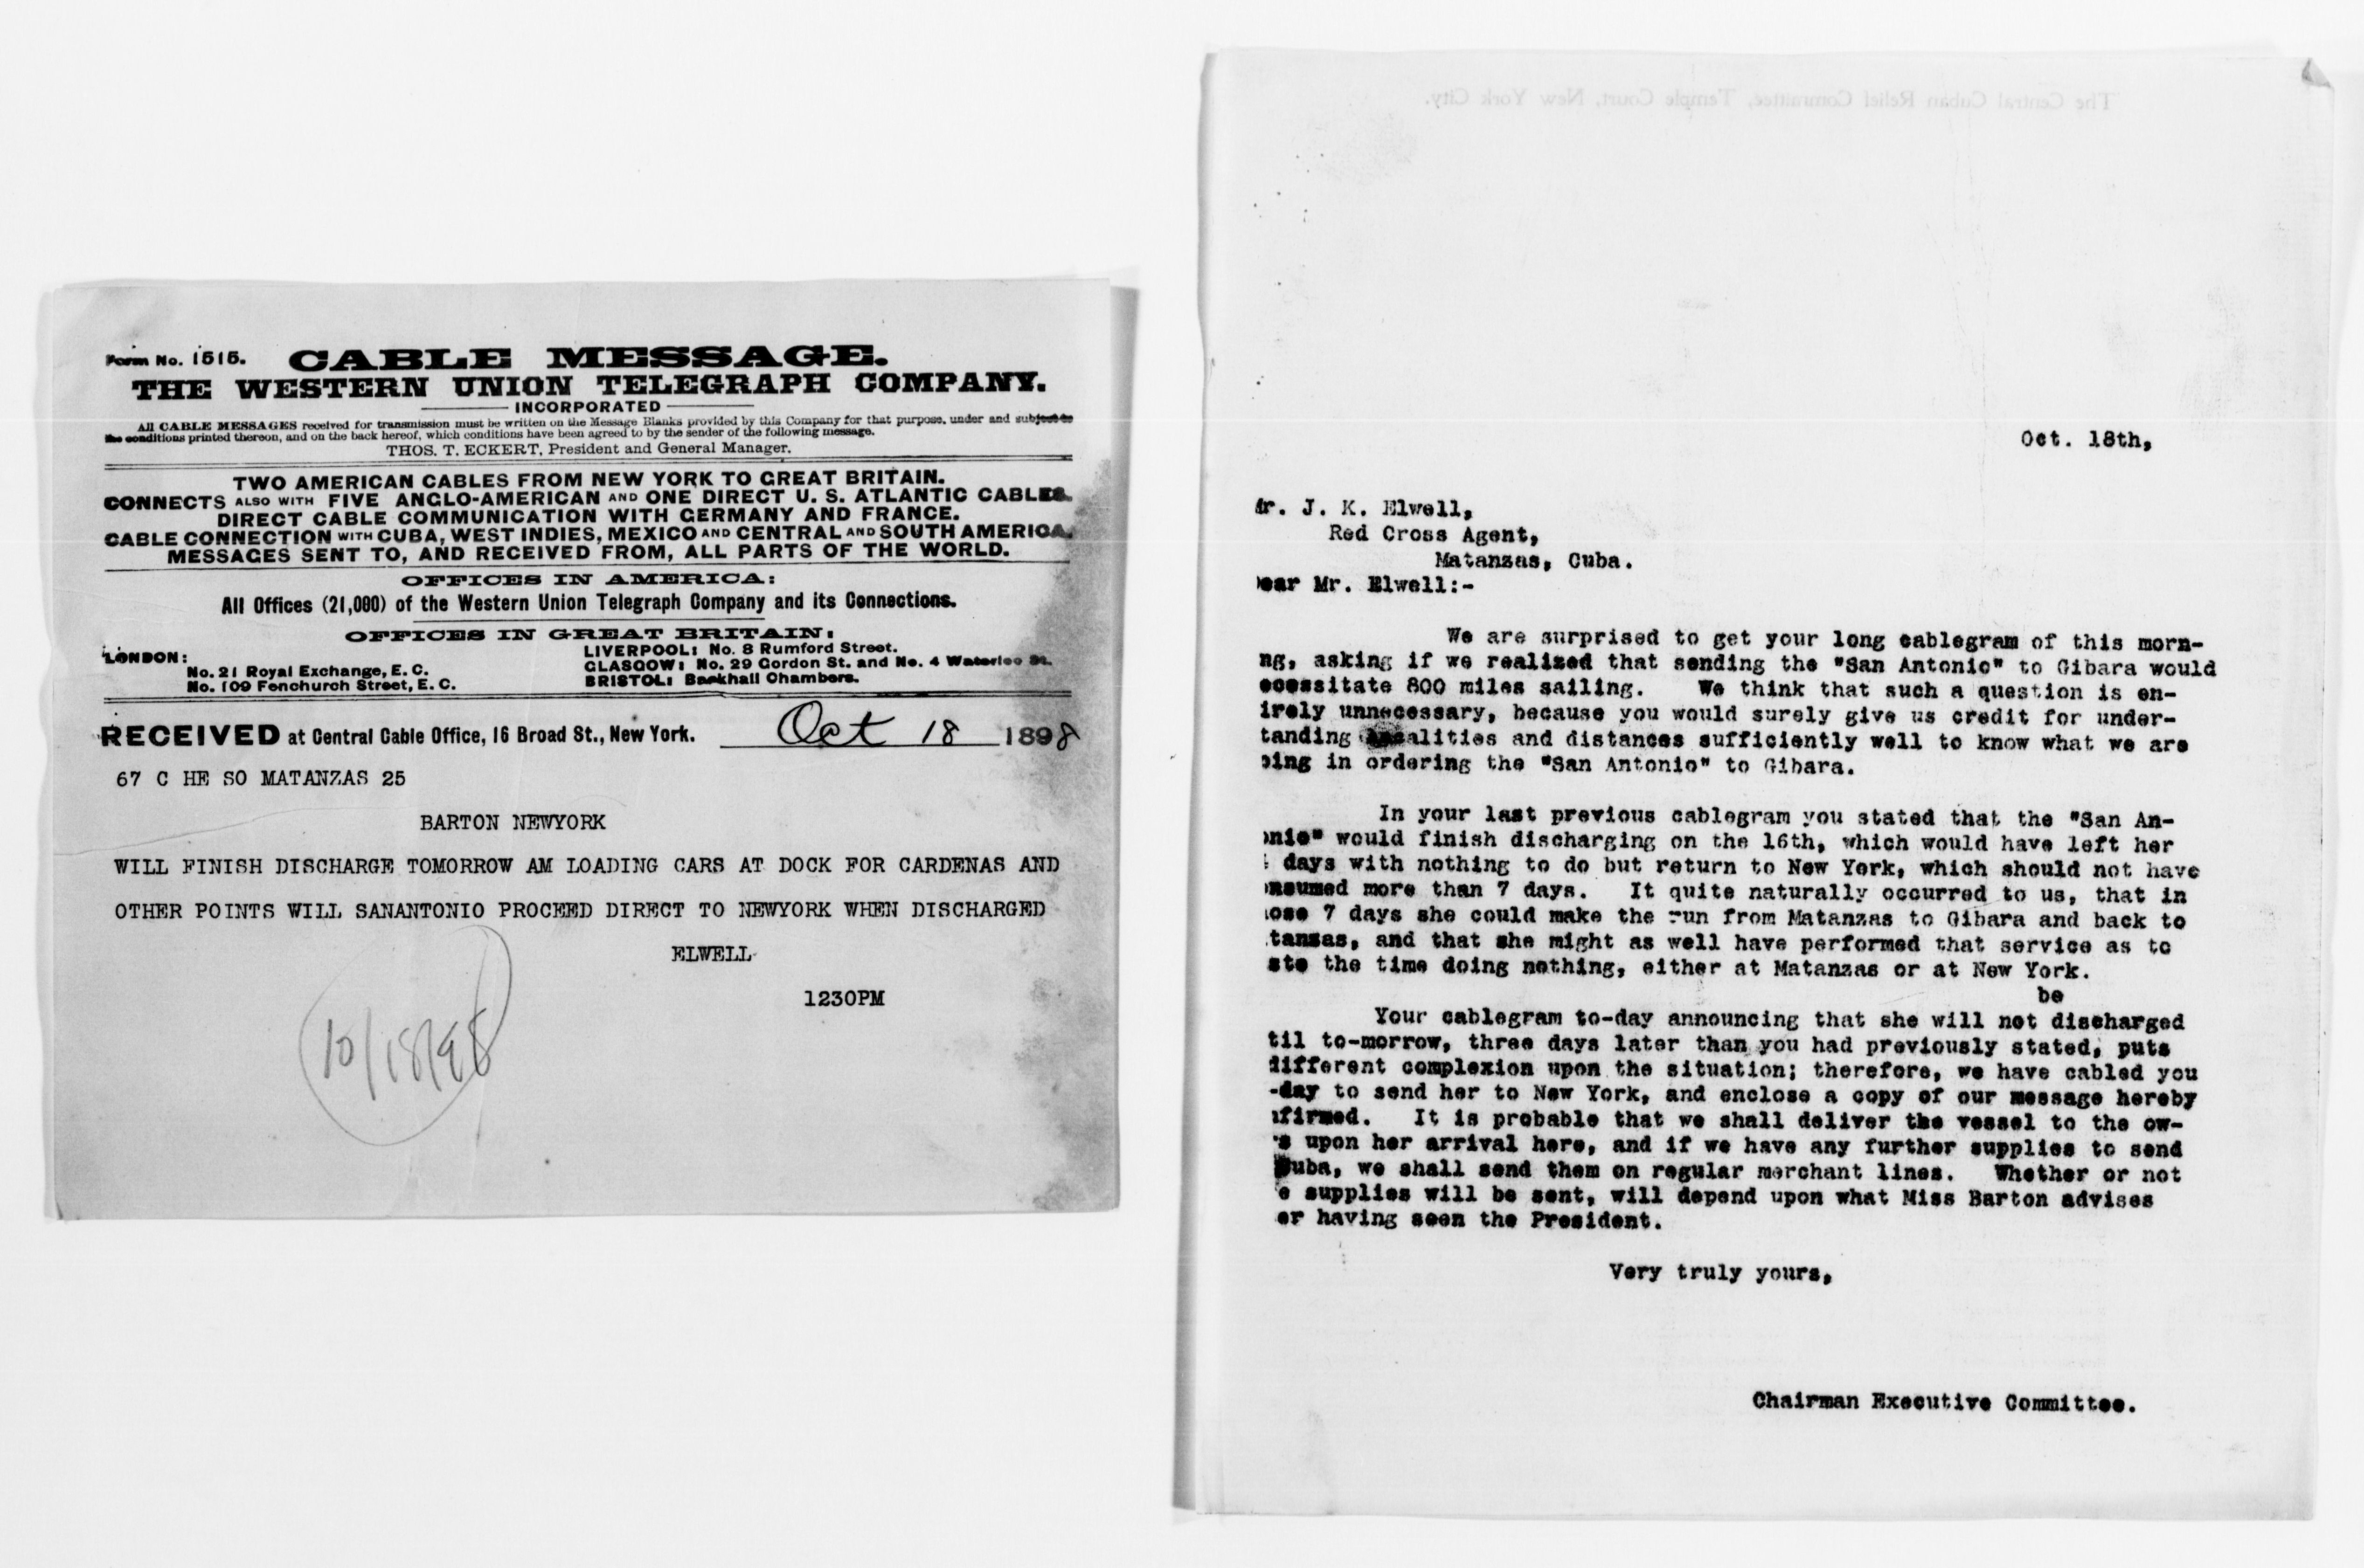 Form No. 1515. CABLE MESSAGE.
THE WESTERN UNION TELEGRAPH COMPANY.
INCORPORATED
All CABLE MESSAGES received for transmission must be written on the Message Blanks provided by this Company for that purpose, under and subject to
the conditions printed thereon, and on the back hereof, which conditions have been agreed to by the sender of the following message.
THOS. T. ECKERT, President and General Manager.
TWO AMERICAN CABLES FROM NEW YORK TO GREAT BRITAIN.
CONNECTS ALSO WITH FIVE ANGLO-AMERICAN AND ONE DIRECT U. S. ATLANTIC CABLES.
DIRECT CABLE COMMUNICATION WITH GERMANY AND FRANCE.
CABLE CONNECTION WITH CUBA, WEST INDIES, MEXICO AND CENTRAL AND SOUTH AMERICA.
MESSAGES SENT TO, AND RECEIVED FROM, ALL PARTS OF THE WORLD.
OFFICES IN AMERICA:
All Offices (21,000) of the Western Union Telegraph Company and its Connections.
OFFICES IN GREAT BRITAIN:
LONDON:
No. 21 Royal Exchange, E. C.
No. 109 Fenchurch Street, E. C.
LIVERPOOL: No. 8 Rumford Street.
GLASGOW: No. 29 Gordon St. and No. 4 Waterloo St.
BRISTOL: Backhall Chambers.
RECEIVED at Central Cable Office, 16 Broad St., New York. Oct 18 1898
67 C HE SO MATANZAS 25
BARTON NEWYORK
WILL FINISH DISCHARGE TOMORROW AM LOADING CARS AT DOCK FOR CARDENAS AND
OTHER POINTS WILL SANANTONIO PROCEED DIRECT TO NEWYORK WHEN DISCHARGED
ELWELL
1230PM
10/18/98
The Central Cuban Relief Committee, Temple Court, New York City.
Oct. 18th,
Mr. J. K. Elwell,
Red Cross Agent,
Matanzas, Cuba.
ear Mr. Elwell:-
We are surprised to get your long cablegram of this morn-
ng, asking if we realized that sending the "San Antonio" to Gibara would
ecessitate 800 miles sailing. We think that such a question is en-
irely unnecessary, because you would surely give us credit for under-
tanding alities and distances sufficiently well to know what we are
oing in ordering the "San Antonio" to Gibara.
In your last previous cablegram you stated that the "San An-
onio" would finish discharging on the 16th, which would have left her
days with nothing to do but return to New York, which should not have
nsumed more than 7 days. It quite naturally occurred to us, that in
ose 7 days she could make the run from Matanzas to Gibara and back to
tanzas, and that she might as well have performed that service as to
ste the time doing nothing, either at Matanzas or at New York.
be
Your cablegram to-day announcing that she will not discharged
til to-morrow, three days later than you had previously stated, puts
different complexion upon the situation; therefore, we have cabled you
-day to send her to New York, and enclose a copy of our message hereby
nfirmed. It is probable that we shall deliver the vessel to the ow-
rs upon her arrival here, and if we have any further supplies to send
Cuba, we shall send them on regular merchant lines. Whether or not
e supplies will be sent, will depend upon what Miss Barton advises
er having seen the President.
Very truly yours,
Chairman Executive Committee.